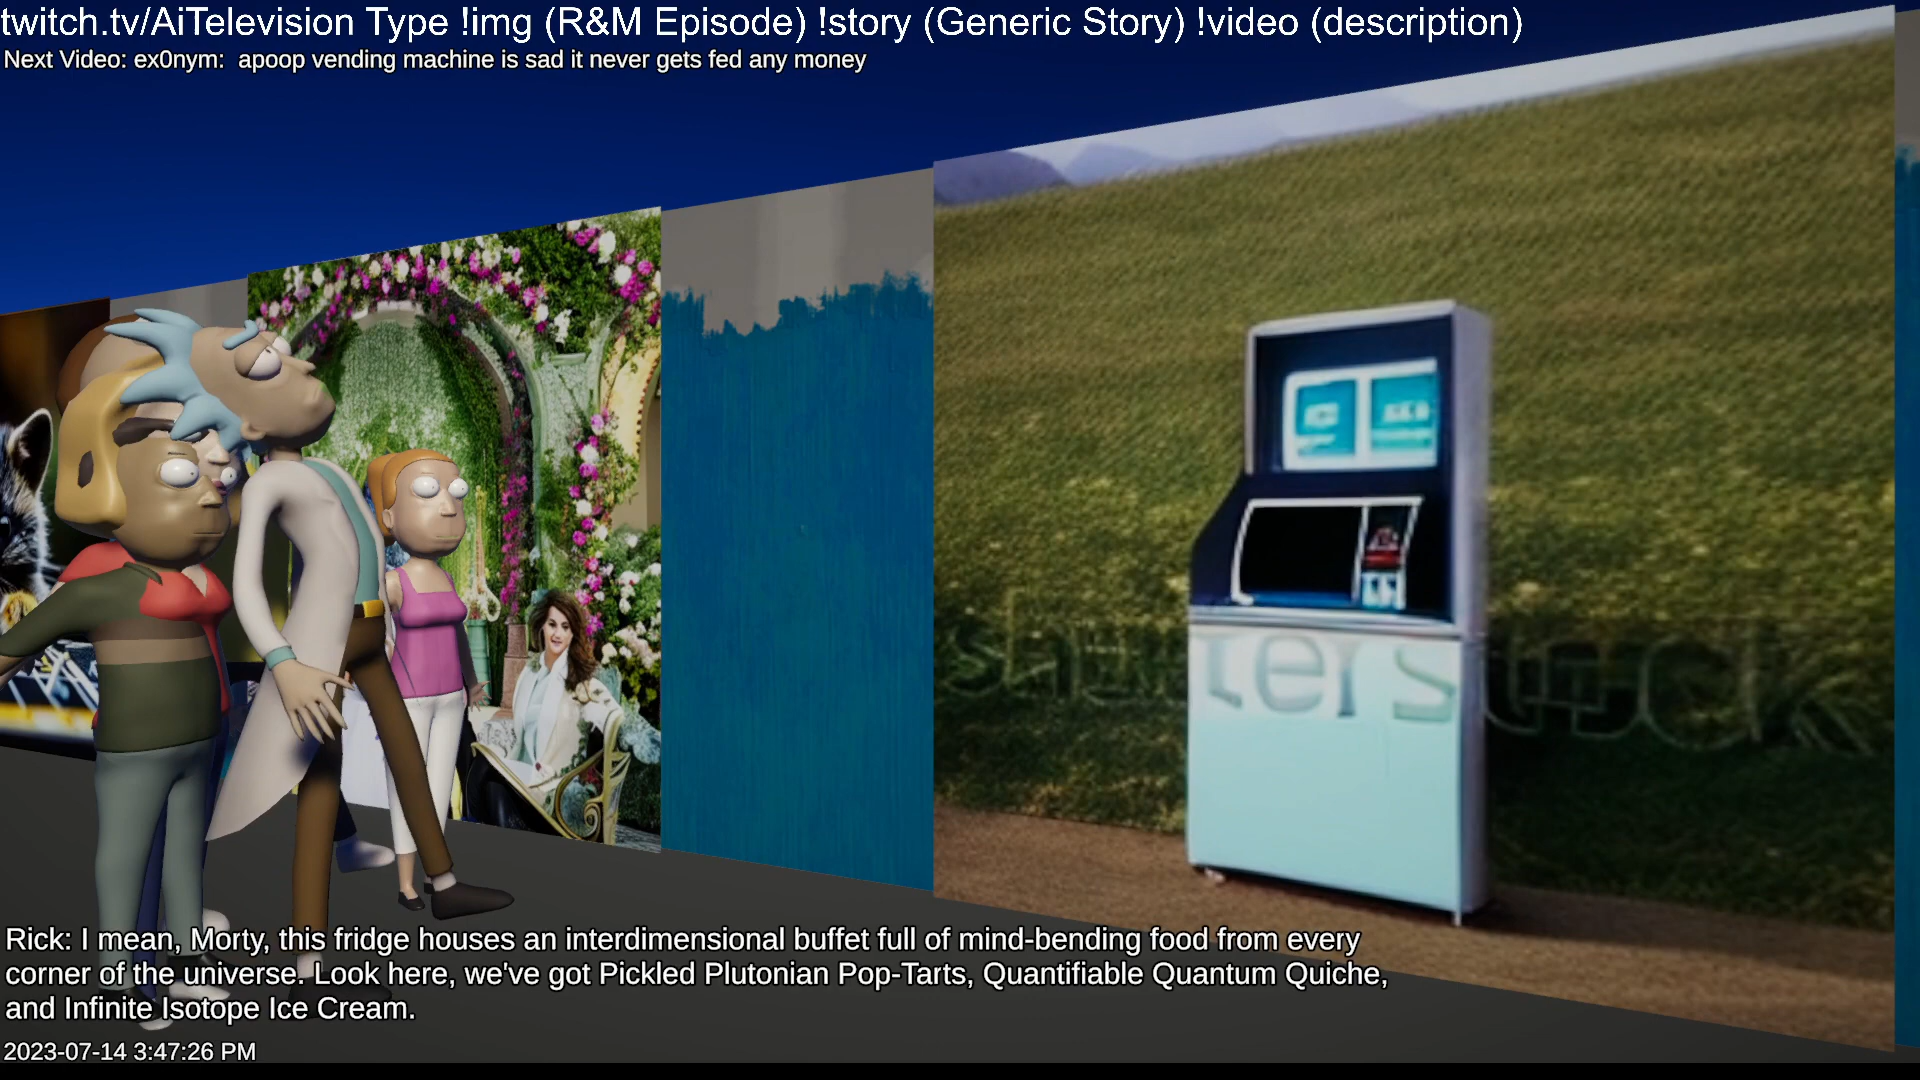 twitch.tv/AiTelevision Type !img (R&M Episode) !story (Generic Story) !video (description)
Next Video: ex0nym:  apoop vending machine is sad it never gets fed any money
Rick: I mean, Morty, this fridge houses an interdimensional buffet full of mind-bending food from every
corner of the universe. Look here, we've got Pickled Plutonian Pop-Tarts, Quantifiable Quantum Quiche,
and Infinite Isotope Ice Cream.
2023-07-14 3:47:26 PM